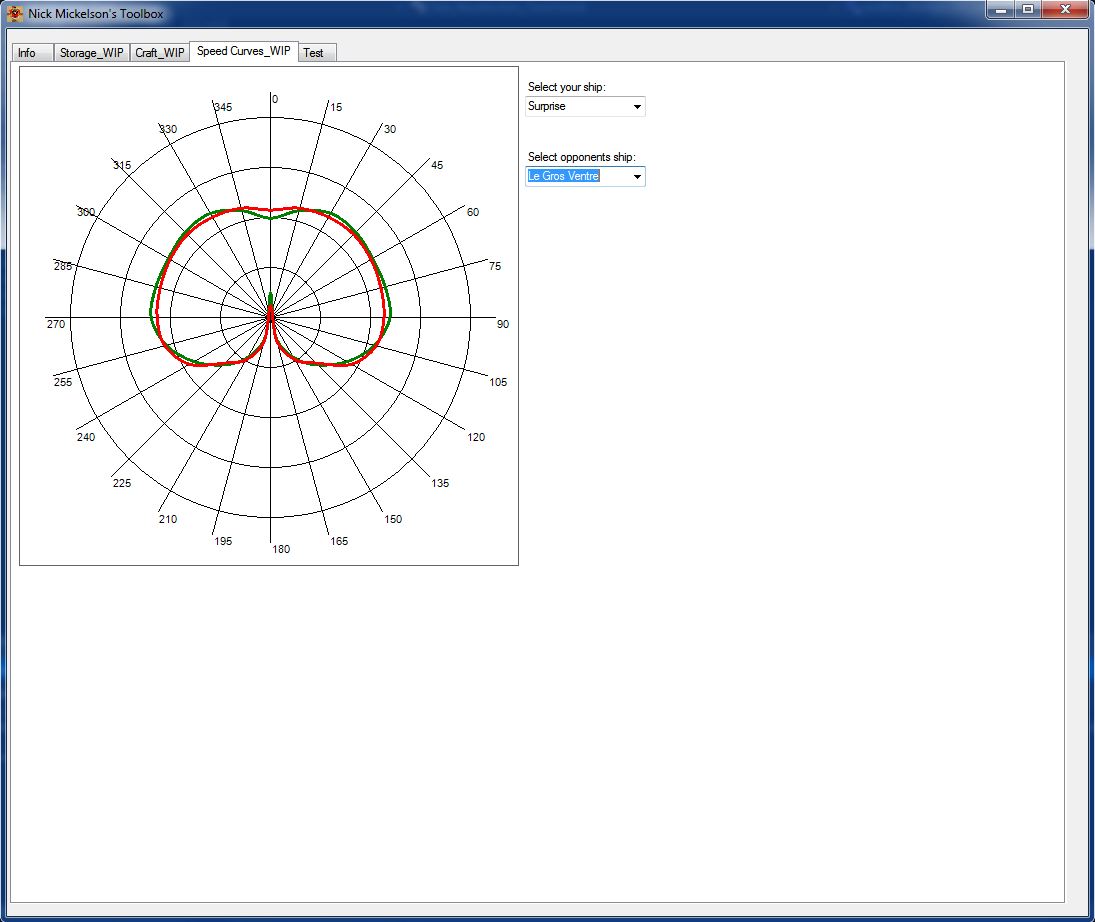 Nick Mickelson's Toolbox
Info Storage_WIP Craft_WIP Speed Curves_WIP Test
Select your ship:
Surprise
Select opponents ship:
Le Gros Ventre
0
345 15
330 30
315 45
300 60
285 75
270 90
255 105
240 120
225 135
210 150
195 165
180